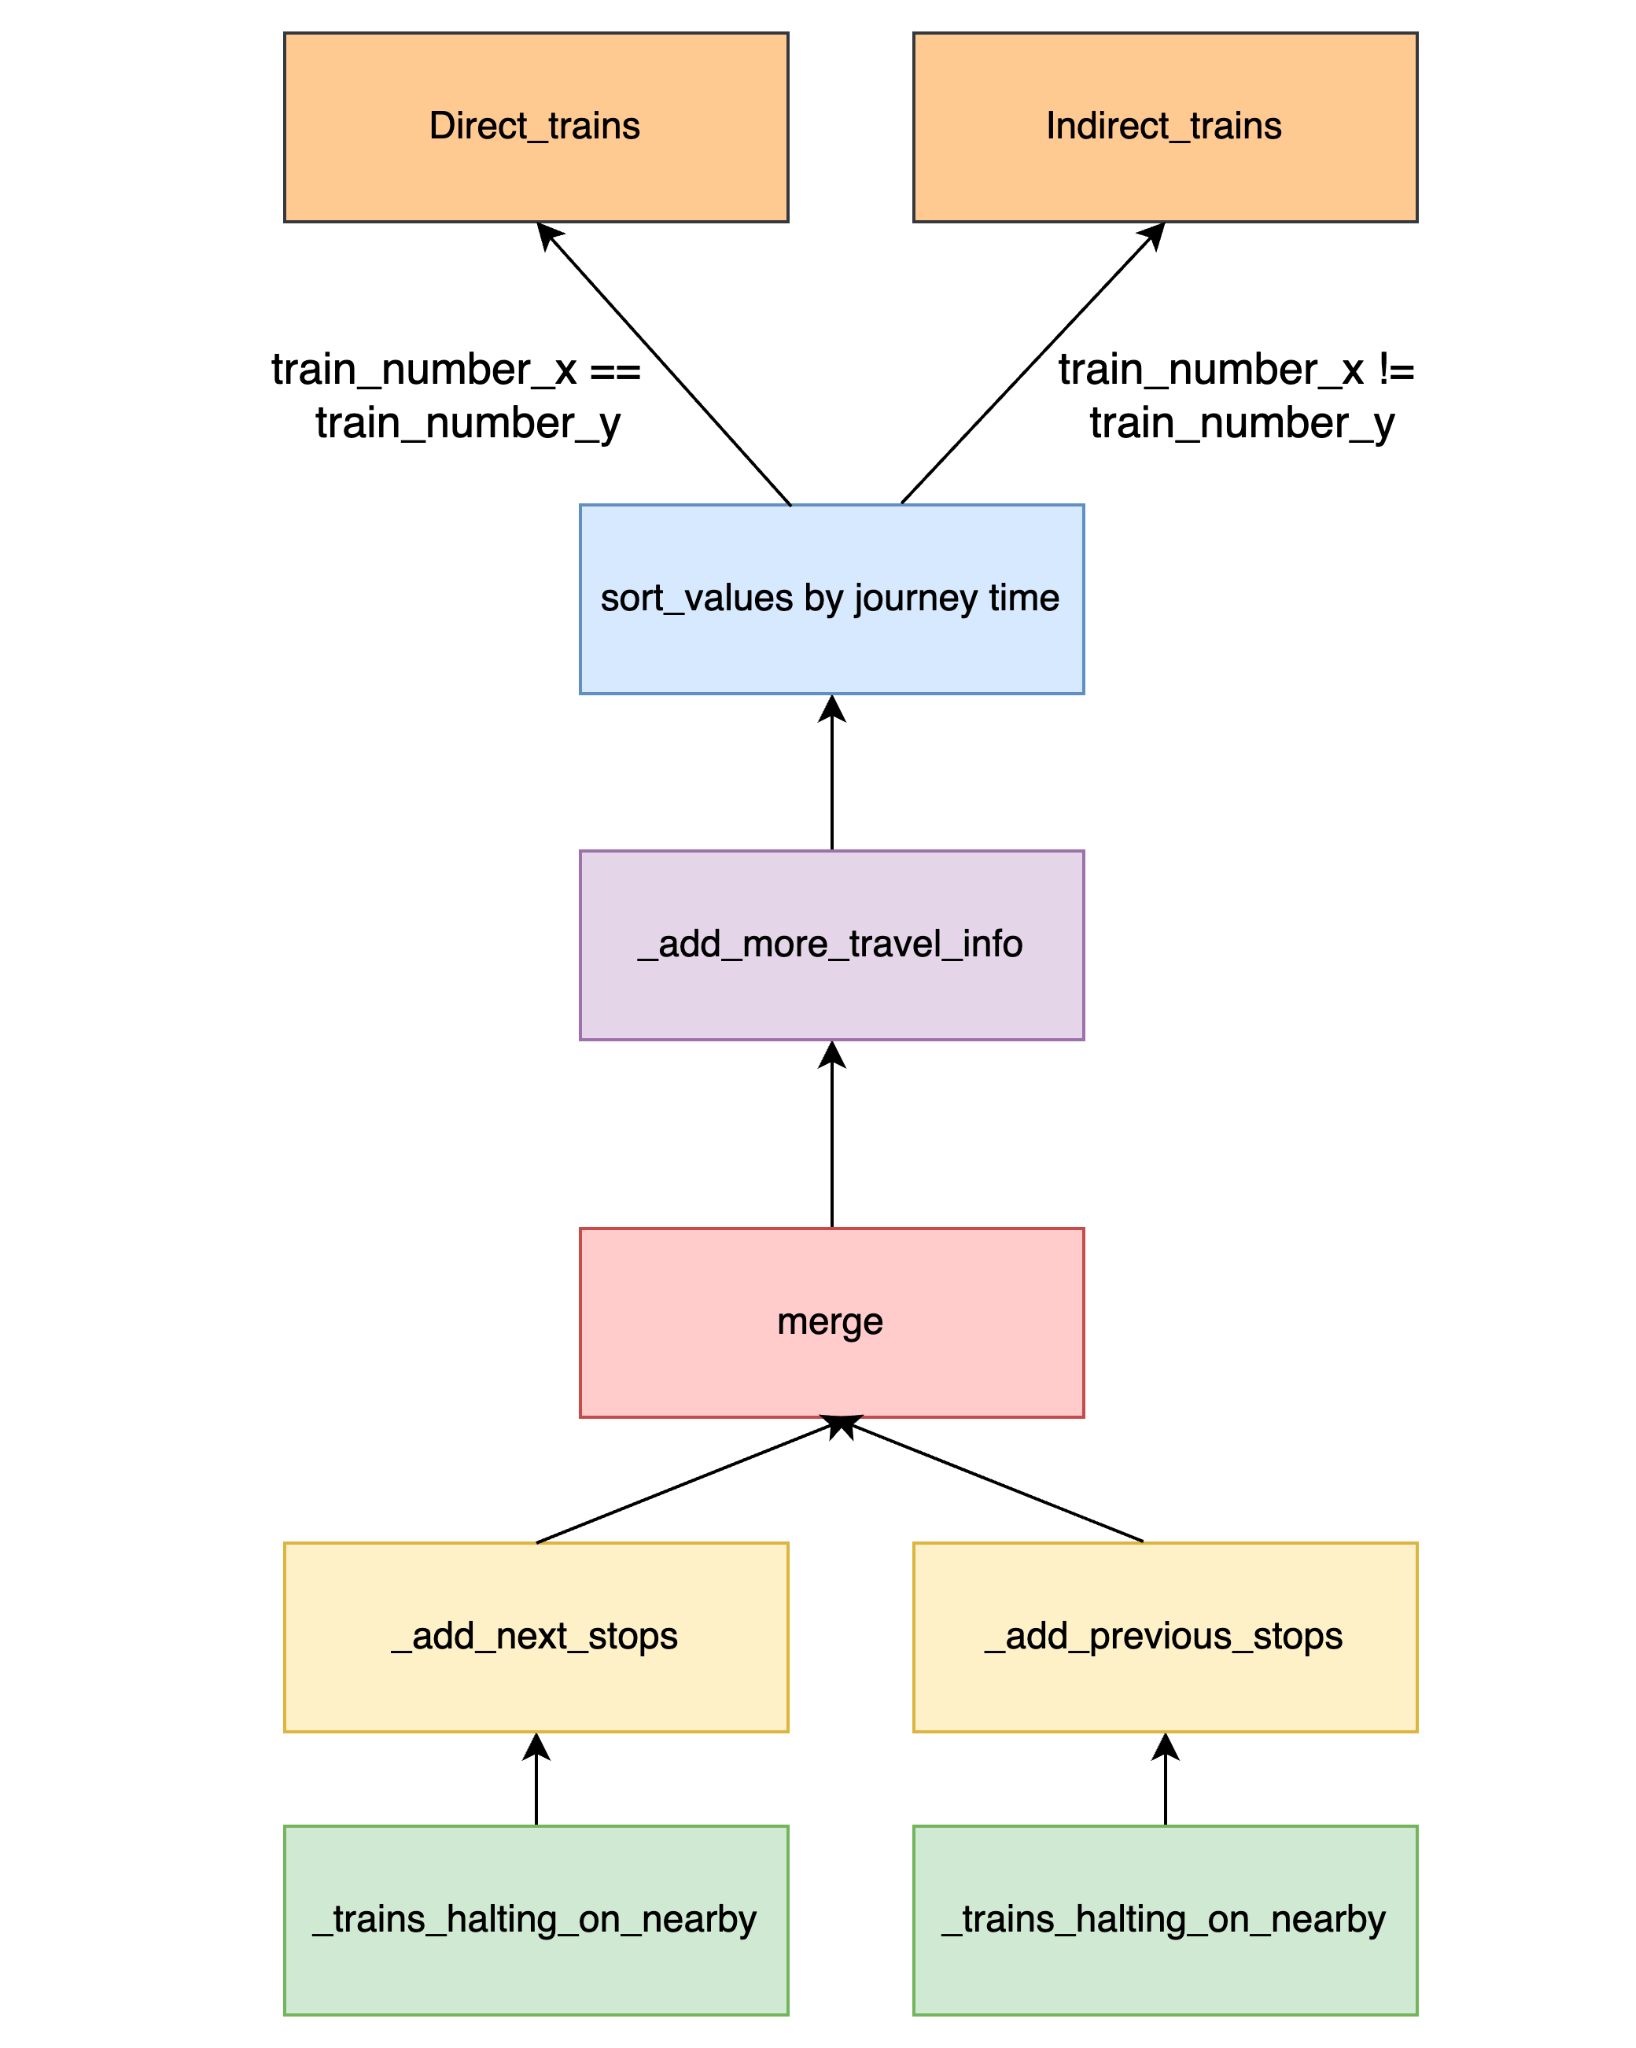 Direct_trains
Indirect_trains
train_number_x ==
train_number_y
train_number_x !=
train_number_y
sort_values by journey time
_add_more_travel_info
merge
_add_next_stops
_add_previous_stops
_trains_halting_on_nearby
_trains_halting_on_nearby